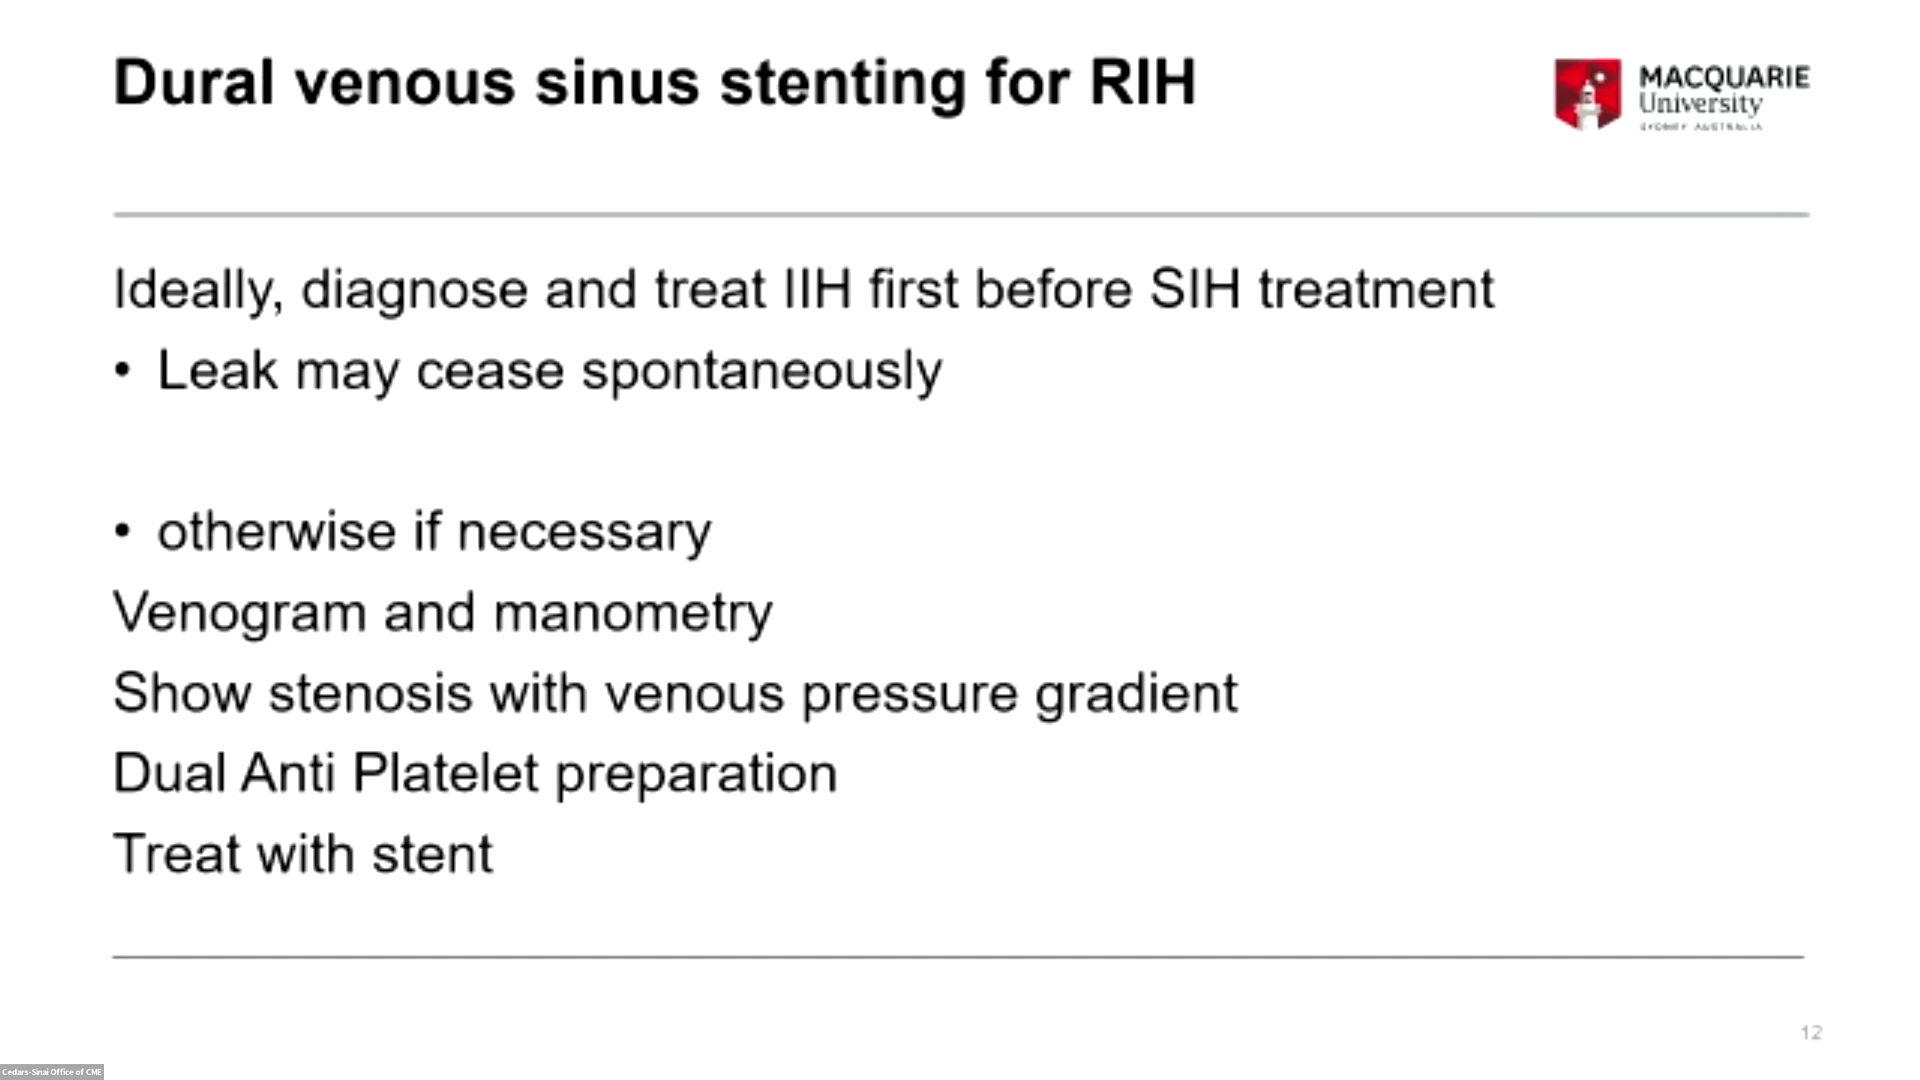 Dural venous sinus stenting for RIH
MACQUARIE
University
SYDNEY · AUSTRALIA
Ideally, diagnose and treat IIH first before SIH treatment
• Leak may cease spontaneously
• otherwise if necessary
Venogram and manometry
Show stenosis with venous pressure gradient
Dual Anti Platelet preparation
Treat with stent
12
Cedars-Sinai Office of CME